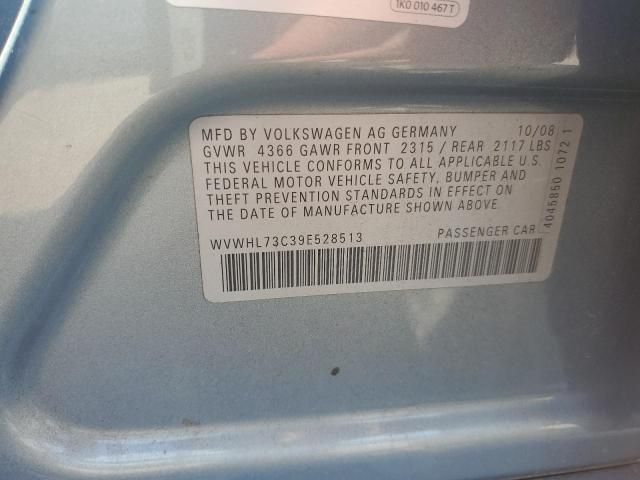 1K0 010 467 T
MFD BY VOLKSWAGEN AG GERMANY 10/08
GVWR 4366 GAWR FRONT 2315 / REAR 2117 LBS
THIS VEHICLE CONFORMS TO ALL APPLICABLE U.S.
FEDERAL MOTOR VEHICLE SAFETY, BUMPER AND
THEFT PREVENTION STANDARDS IN EFFECT ON
THE DATE OF MANUFACTURE SHOWN ABOVE.
WVWHL73C39E528513 PASSENGER CAR
4045850 1072 1